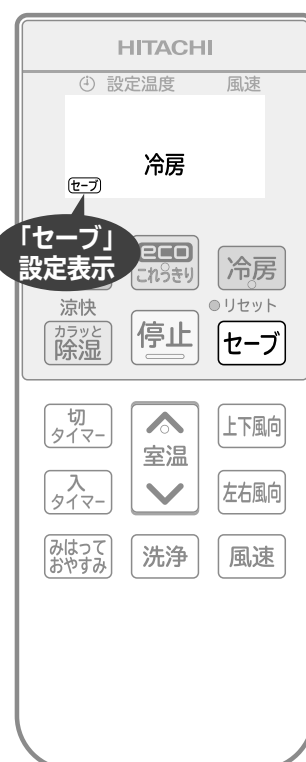 HITACHI
設定温度 風速
冷房
セーブ
「セーブ」
設定表示
eco
これっきり
冷房
涼快
カラッと
除湿
停止
リセット
セーブ
切
タイマー
室温
上下風向
入
タイマー
左右風向
みはって
おやすみ
洗浄
風速